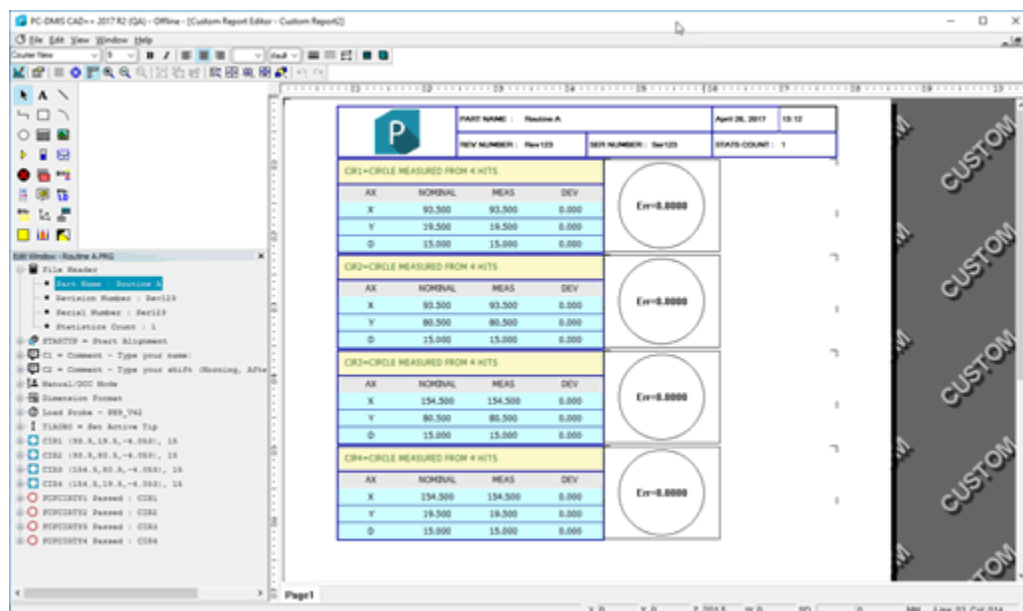 PC-DMIS CAD++ 2017 R2 (QA) - Offline - [Custom Report Editor - Custom Report2]
File Edit View Window Help
Courier New 9
PART NAME : Routine A April 28, 2017 15:12
REV NUMBER : Rev123 SER NUMBER : Ser123 STATS COUNT : 1
CIR1=CIRCLE MEASURED FROM 4 HITS
AX NOMINAL MEAS DEV
X 93.500 93.500 0.000
Y 19.500 19.500 0.000
D 15.000 15.000 0.000
Err=0.0000
CIR2=CIRCLE MEASURED FROM 4 HITS
AX NOMINAL MEAS DEV
X 93.500 93.500 0.000
Y 80.500 80.500 0.000
D 15.000 15.000 0.000
Err=0.0000
CIR3=CIRCLE MEASURED FROM 4 HITS
AX NOMINAL MEAS DEV
X 154.500 154.500 0.000
Y 80.500 80.500 0.000
D 15.000 15.000 0.000
Err=0.0000
CIR4=CIRCLE MEASURED FROM 4 HITS
AX NOMINAL MEAS DEV
X 154.500 154.500 0.000
Y 19.500 19.500 0.000
D 15.000 15.000 0.000
Err=0.0000
CUSTOM
CUSTOM
CUSTOM
CUSTOM
CUSTOM
Edit Window - Routine A.PRG
File Header
Part Name : Routine A
Revision Number : Rev123
Serial Number : Ser123
Statistics Count : 1
STARTUP = Start Alignment
C1 = Comment - Type your name:
C2 = Comment - Type your shift (Morning, Afte
Manual/DCC Mode
Dimension Format
Load Probe -
= Set Active Tip
CIR1 (93.5,19.5,-4.053), 15
CIR2 (93.5,80.5,-4.053), 15
CIR3 (154.5,80.5,-4.053), 15
CIR4 (154.5,19.5,-4.053), 15
Passed : CIR1
Passed : CIR2
Passed : CIR3
Passed : CIR4
Page1